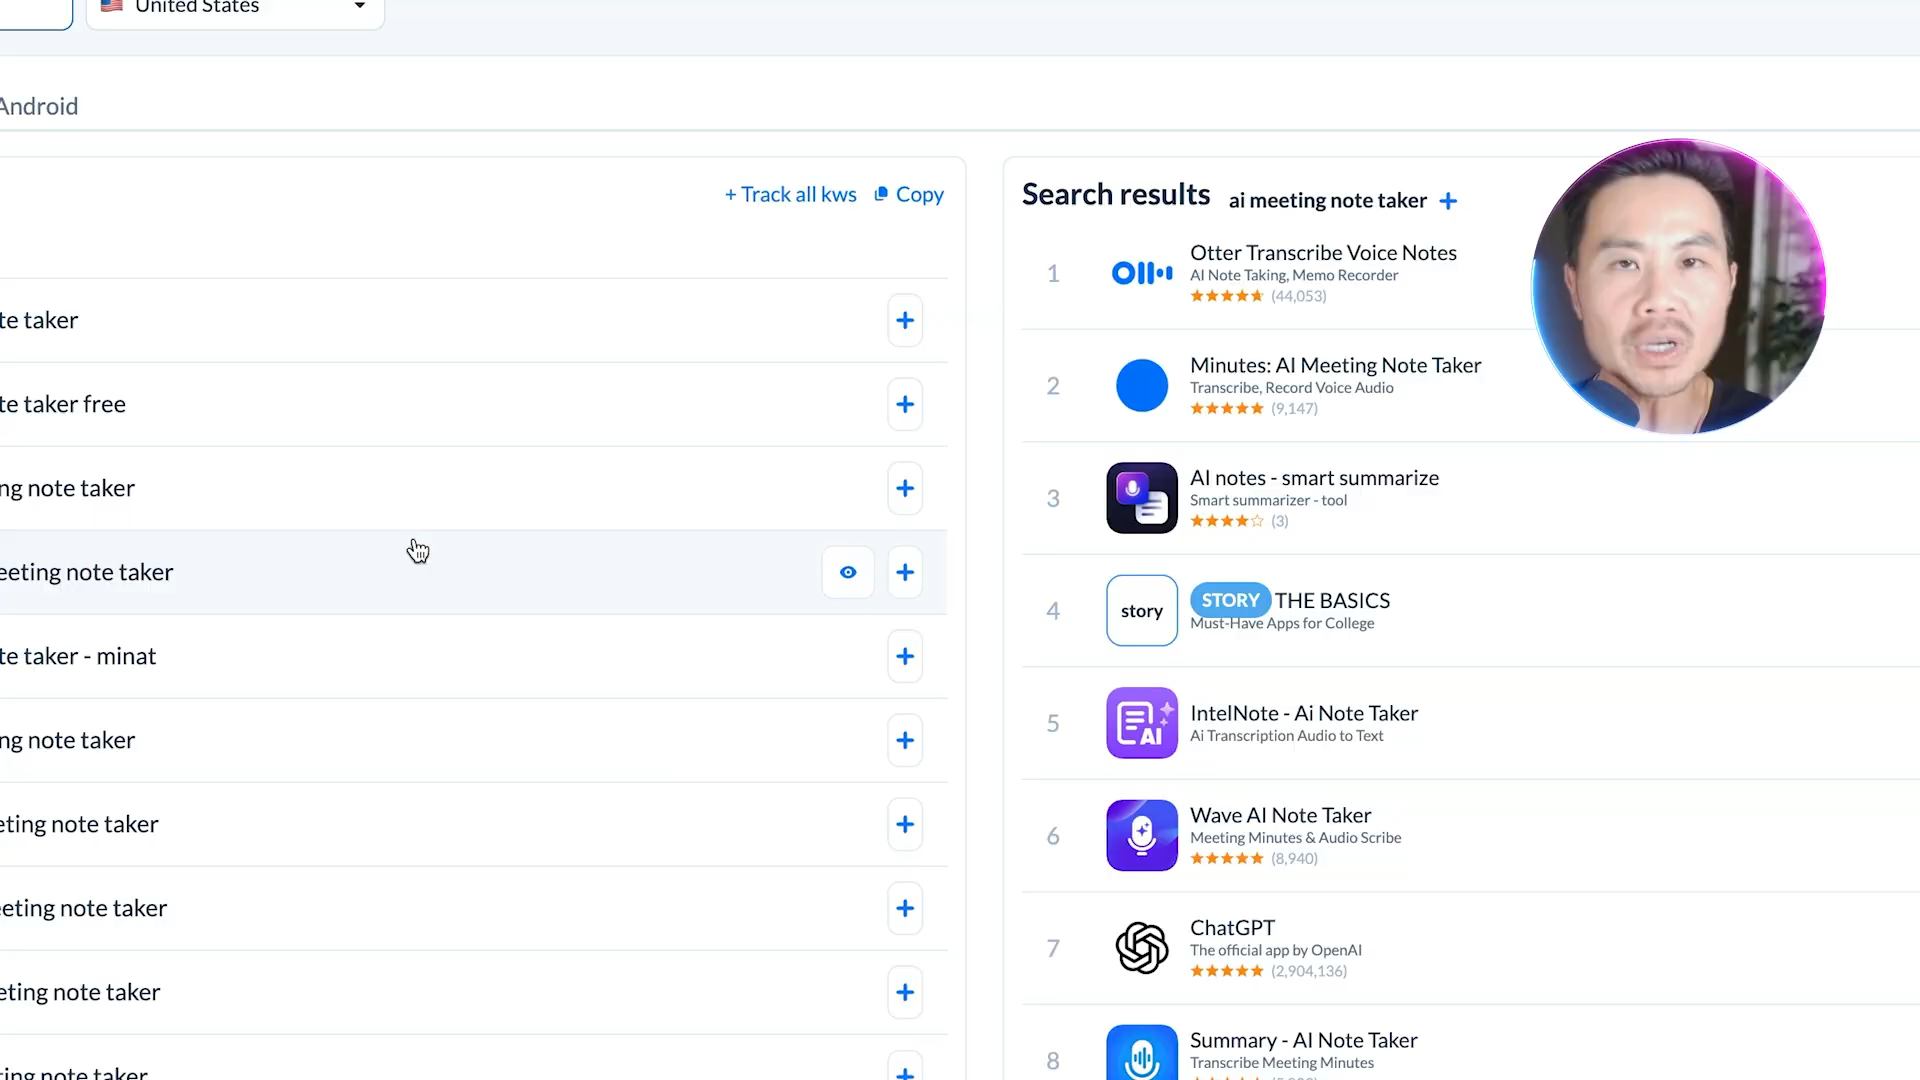 United States
Android
+ Track all kws Copy
te taker
te taker free
ng note taker
eeting note taker
te taker - minat
ng note taker
eting note taker
eeting note taker
eting note taker
ting note taker
Search results ai meeting note taker
1
Otter Transcribe Voice Notes
AI Note Taking, Memo Recorder
(44,053)
2
Minutes: AI Meeting Note Taker
Transcribe, Record Voice Audio
(9,147)
3
AI notes - smart summarize
Smart summarizer - tool
(3)
4
story
STORY THE BASICS
Must-Have Apps for College
5
AI
IntelNote - Ai Note Taker
Ai Transcription Audio to Text
6
Wave AI Note Taker
Meeting Minutes & Audio Scribe
(8,940)
7
ChatGPT
The official app by OpenAI
(2,904,136)
8
Summary - AI Note Taker
Transcribe Meeting Minutes